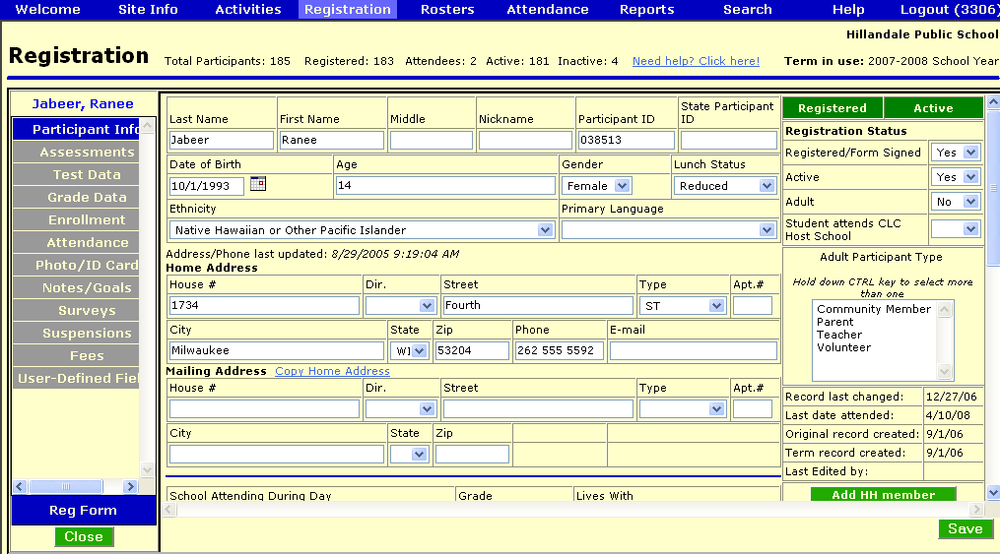 Welcome Site Info Activities Registration Rosters Attendance Reports Search Help Logout (3306)
Hillandale Public School
Registration Total Participants: 185 Registered: 183 Attendees: 2 Active: 181 Inactive: 4 Need help? Click here! Term in use: 2007-2008 School Year
Jabeer, Ranee
Participant Info
Assessments
Test Data
Grade Data
Enrollment
Attendance
Photo/ID Card
Notes/Goals
Surveys
Suspensions
Fees
User-Defined Fie
Reg Form
Close
Last Name First Name Middle Nickname Participant ID State Participant ID
Jabeer Ranee 038513
Date of Birth Age Gender Lunch Status
10/1/1993 14 Female Reduced
Ethnicity Primary Language
Native Hawaiian or Other Pacific Islander
Address/Phone last updated: 8/29/2005 9:19:04 AM
Home Address
House # Dir. Street Type Apt.#
1734 Fourth ST
City State Zip Phone E-mail
Milwaukee WI 53204 262 555 5592
Mailing Address Copy Home Address
House # Dir. Street Type Apt.#
City State Zip
School Attending During Day Grade Lives With
Registered Active
Registration Status
Registered/Form Signed Yes
Active Yes
Adult No
Student attends CLC
Host School
Adult Participant Type
Hold down CTRL key to select more
than one
Community Member
Parent
Teacher
Volunteer
Record last changed: 12/27/06
Last date attended: 4/10/08
Original record created: 9/1/06
Term record created: 9/1/06
Last Edited by:
Add HH member
Save